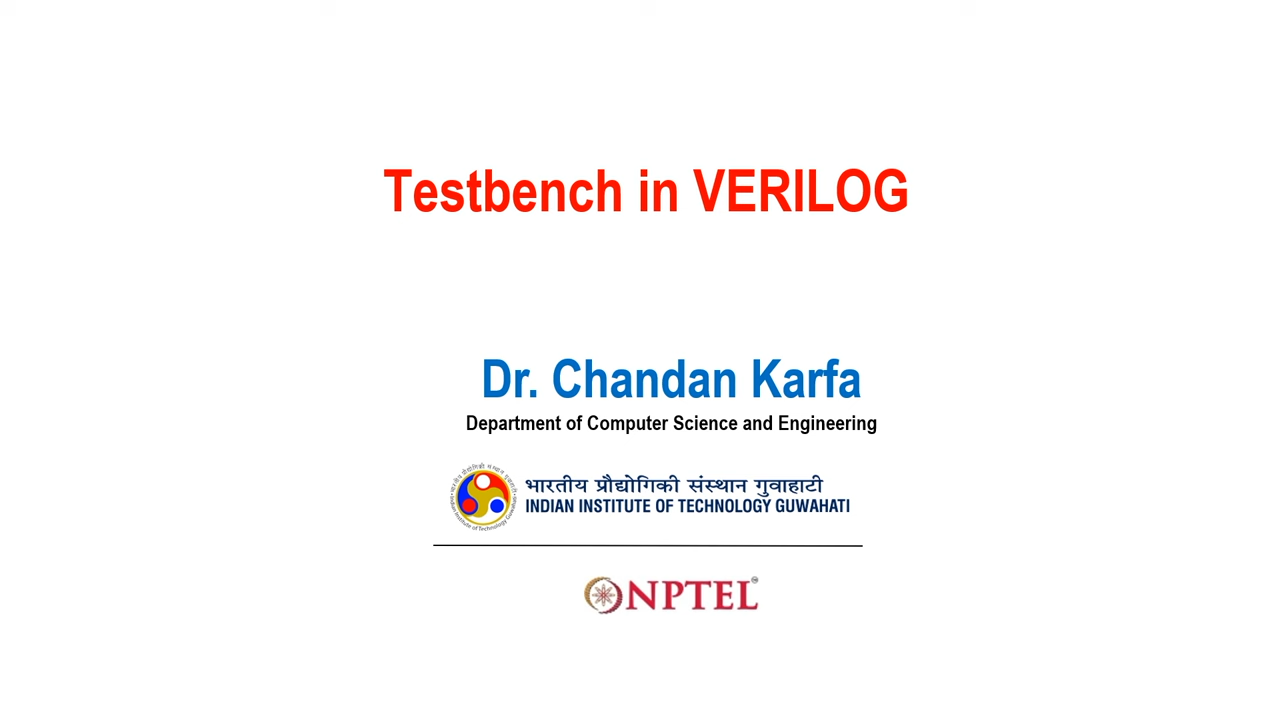 Testbench in VERILOG
Dr. Chandan Karfa
Department of Computer Science and Engineering
भारतीय प्रौद्योगिकी संस्थान गुवाहाटी
INDIAN INSTITUTE OF TECHNOLOGY GUWAHATI
NPTEL